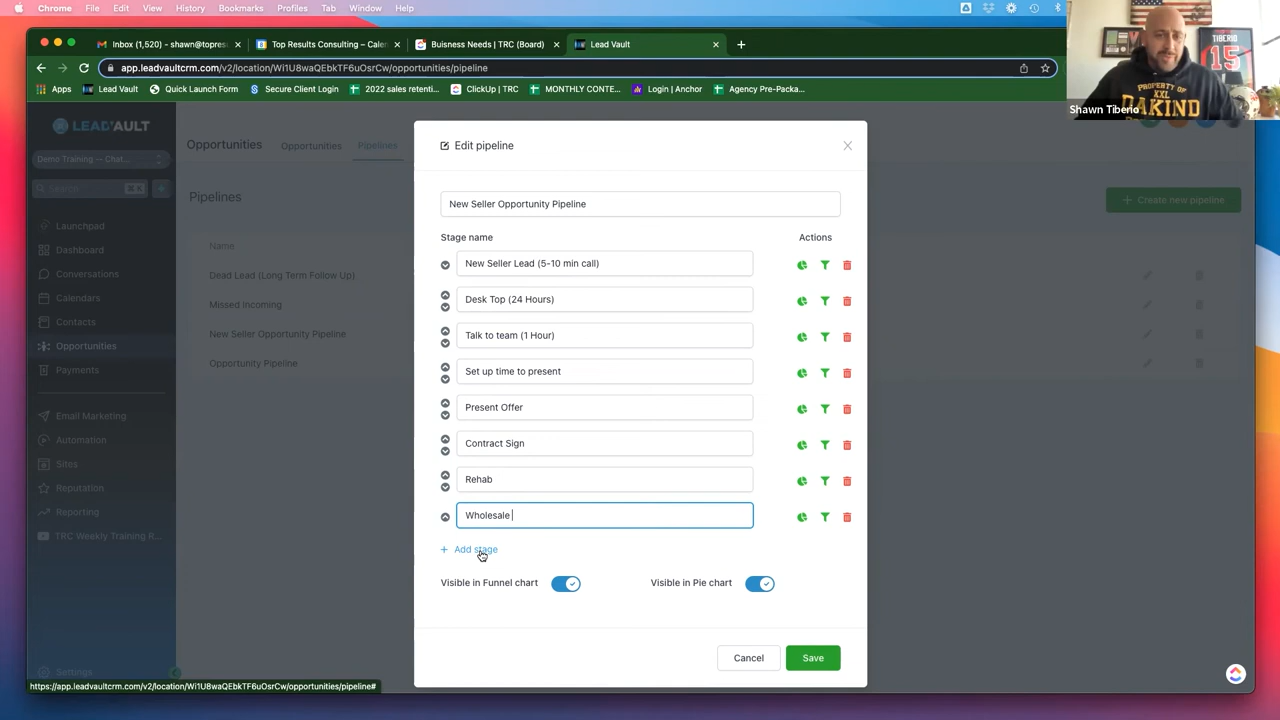 Chrome File Edit View History Bookmarks Profiles Tab Window Help
Inbox (1,520) – shawn@topres
Top Results Consulting – Calen
Buisness Needs | TRC (Board)
Lead Vault
app.leadvaultcrm.com/v2/location/Wi1U8waQEbkTF6uOsrCw/opportunities/pipeline
Apps Lead Vault Quick Launch Form Secure Client Login 2022 sales retenti... ClickUp | TRC MONTHLY CONTE... Login | Anchor Agency Pre-Packa...
TIBERIO
15
PROPERTY OF
XXL
DAKIND
Shawn Tiberio
LEAD VAULT
Demo Training -- Chat...
Search
⌘ K
Launchpad
Dashboard
Conversations
Calendars
Contacts
Opportunities
Payments
Email Marketing
Automation
Sites
Reputation
Reporting
TRC Weekly Training R...
Settings
Opportunities Opportunities Pipelines
Pipelines
+ Create new pipeline
Name
Dead Lead (Long Term Follow Up)
Missed Incoming
New Seller Opportunity Pipeline
Opportunity Pipeline
Edit pipeline
New Seller Opportunity Pipeline
Stage name Actions
New Seller Lead (5-10 min call)
Desk Top (24 Hours)
Talk to team (1 Hour)
Set up time to present
Present Offer
Contract Sign
Rehab
Wholesale
+ Add stage
Visible in Funnel chart Visible in Pie chart
Cancel Save
https://app.leadvaultcrm.com/v2/location/Wi1U8waQEbkTF6uOsrCw/opportunities/pipeline#